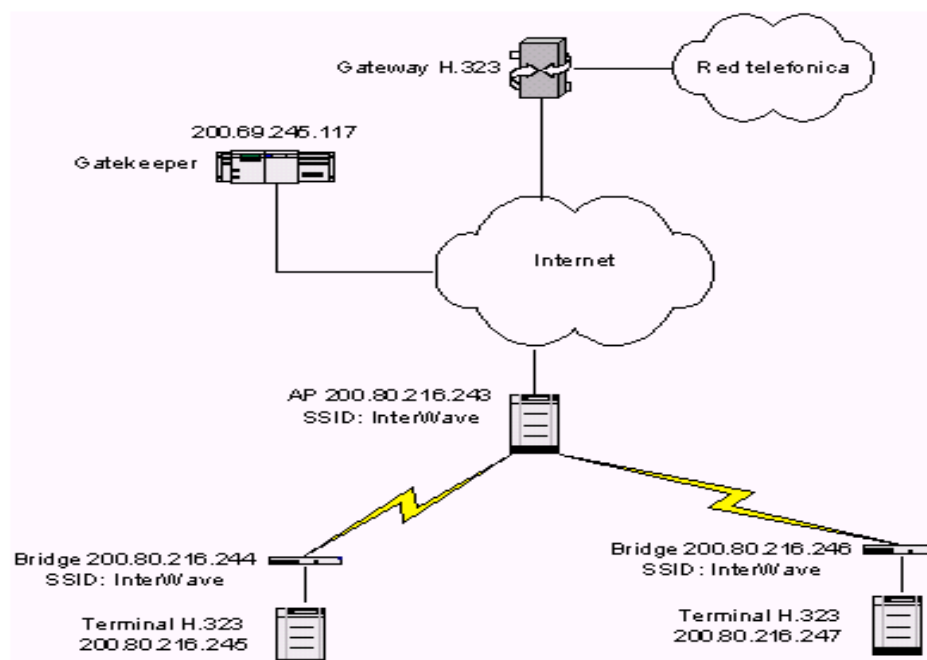 Gateway H.323
Red telefonica
200.69.245.117
Gatekeeper
Internet
AP 200.80.216.243
SSID: InterWave
Bridge 200.80.216.244
SSID: InterWave
Bridge 200.80.216.246
SSID: InterWave
Terminal H.323
200.80.216.245
Terminal H.323
200.80.216.247